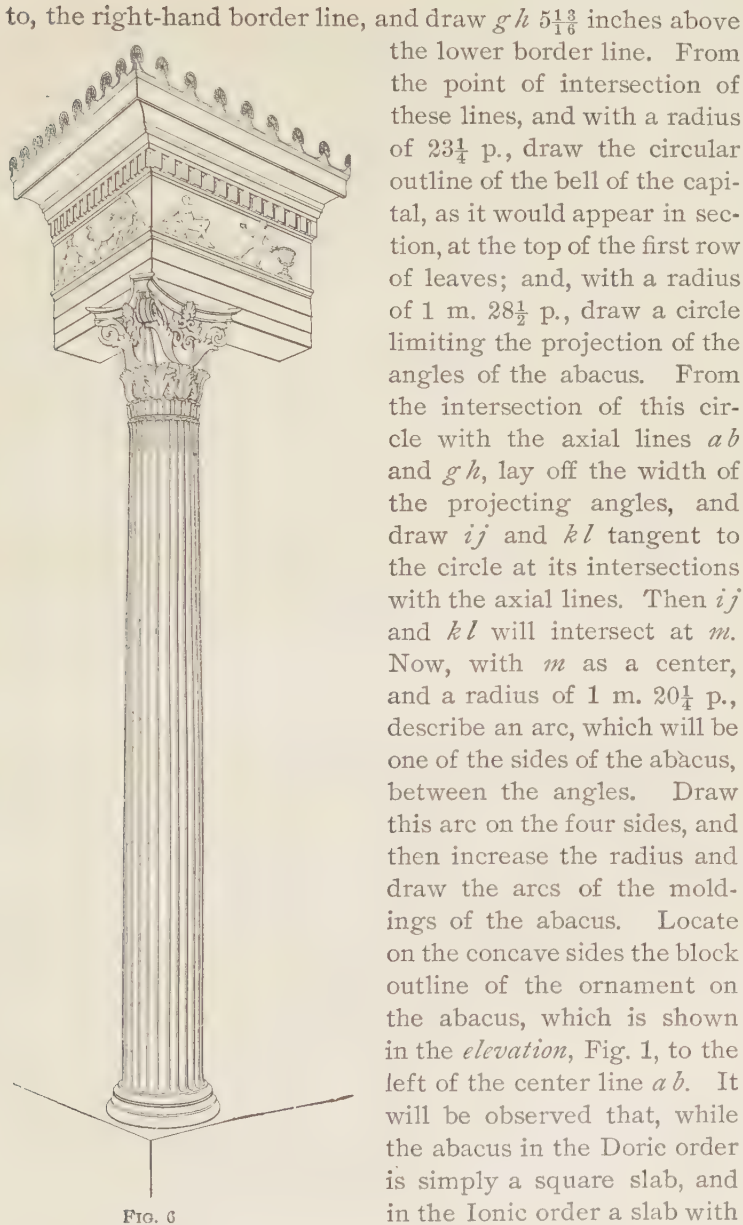 to, the right-hand border line, and draw g h 5 13/16 inches above
the lower border line. From
the point of intersection of
these lines, and with a radius
of 23¼ p., draw the circular
outline of the bell of the capi-
tal, as it would appear in sec-
tion, at the top of the first row
of leaves; and, with a radius
of 1 m. 28½ p., draw a circle
limiting the projection of the
angles of the abacus. From
the intersection of this cir-
cle with the axial lines a b
and g h, lay off the width of
the projecting angles, and
draw i j and k l tangent to
the circle at its intersections
with the axial lines. Then i j
and k l will intersect at m.
Now, with m as a center,
and a radius of 1 m. 20¼ p.,
describe an arc, which will be
one of the sides of the abacus,
between the angles. Draw
this arc on the four sides, and
then increase the radius and
draw the arcs of the mold-
ings of the abacus. Locate
on the concave sides the block
outline of the ornament on
the abacus, which is shown
in the elevation, Fig. 1, to the
left of the center line a b. It
will be observed that, while
the abacus in the Doric order
is simply a square slab, and
in the Ionic order a slab with
FIG. 6